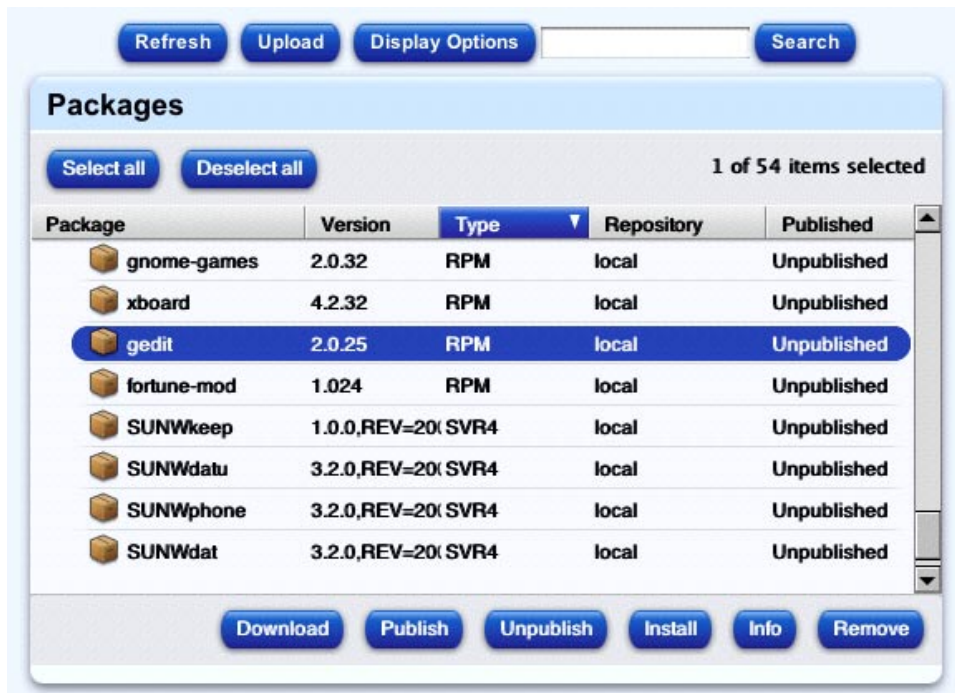 Refresh Upload Display Options Search
Packages
Select all Deselect all 1 of 54 items selected
Package Version Type Repository Published
gnome-games 2.0.32 RPM local Unpublished
xboard 4.2.32 RPM local Unpublished
gedit 2.0.25 RPM local Unpublished
fortune-mod 1.024 RPM local Unpublished
SUNWkeep 1.0.0,REV=20( SVR4 local Unpublished
SUNWdatu 3.2.0,REV=20( SVR4 local Unpublished
SUNWphone 3.2.0,REV=20( SVR4 local Unpublished
SUNWdat 3.2.0,REV=20( SVR4 local Unpublished
Download Publish Unpublish Install Info Remove